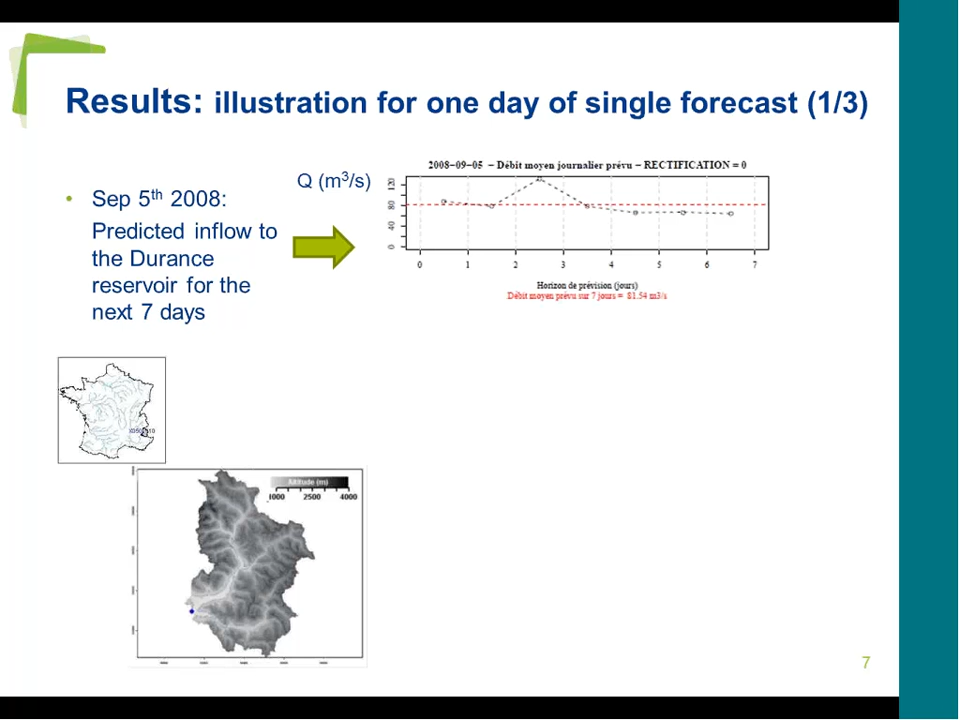 Results: illustration for one day of single forecast (1/3)
• Sep 5th 2008:
Predicted inflow to
the Durance
reservoir for the
next 7 days
Q (m3/s)
2008-09-05 - Débit moyen journalier prévu - RECTIFICATION = 0
120
80
40
0
0 1 2 3 4 5 6 7
Horizon de prévision (jours)
Débit moyen prévu sur 7 jours = 81.54 m3/s
Altitude (m)
1000 2500 4000
7